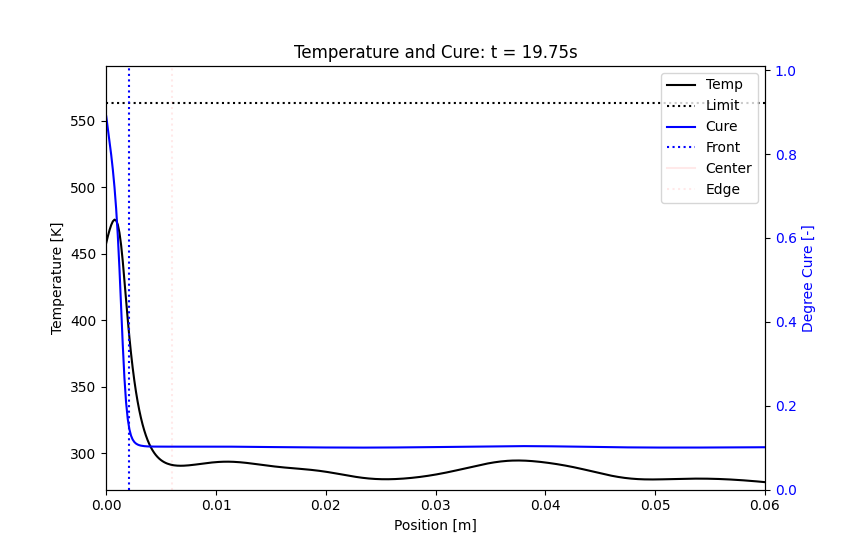 Temperature and Cure: t = 19.75s
Temperature [K]
550
500
450
400
350
300
Temp
Limit
Cure
Front
Center
Edge
1.0
0.8
0.6
0.4
0.2
0.0
Degree Cure [-]
0.00
0.01
0.02
0.03
0.04
0.05
0.06
Position [m]